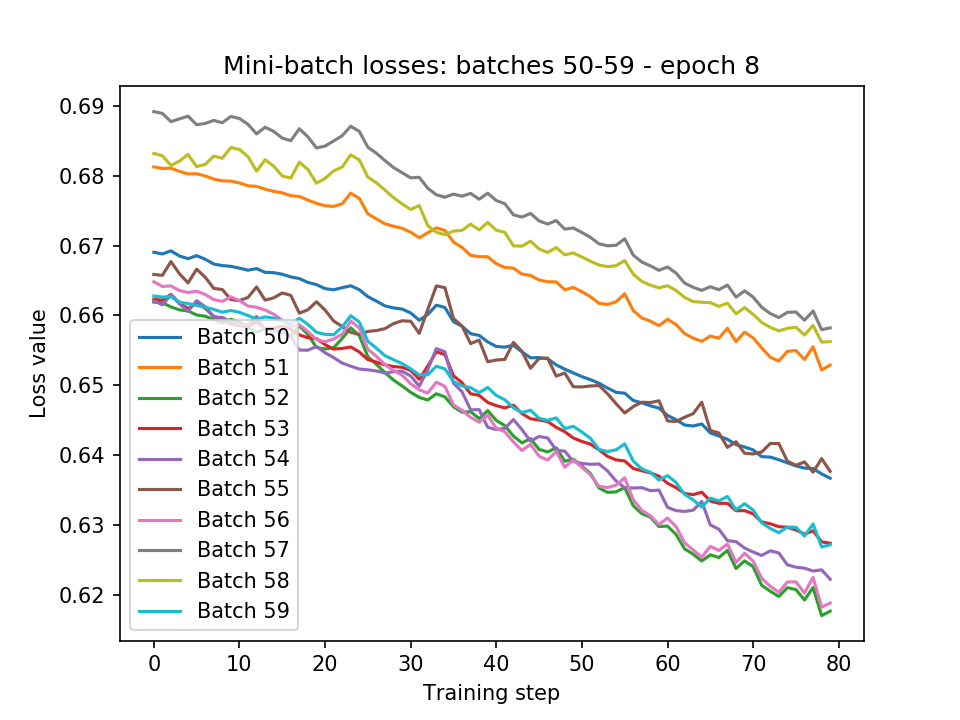 Mini-batch losses: batches 50-59 - epoch 8
Loss value
0.69
0.68
0.67
0.66
0.65
0.64
0.63
0.62
Batch 50
Batch 51
Batch 52
Batch 53
Batch 54
Batch 55
Batch 56
Batch 57
Batch 58
Batch 59
0 10 20 30 40 50 60 70 80
Training step